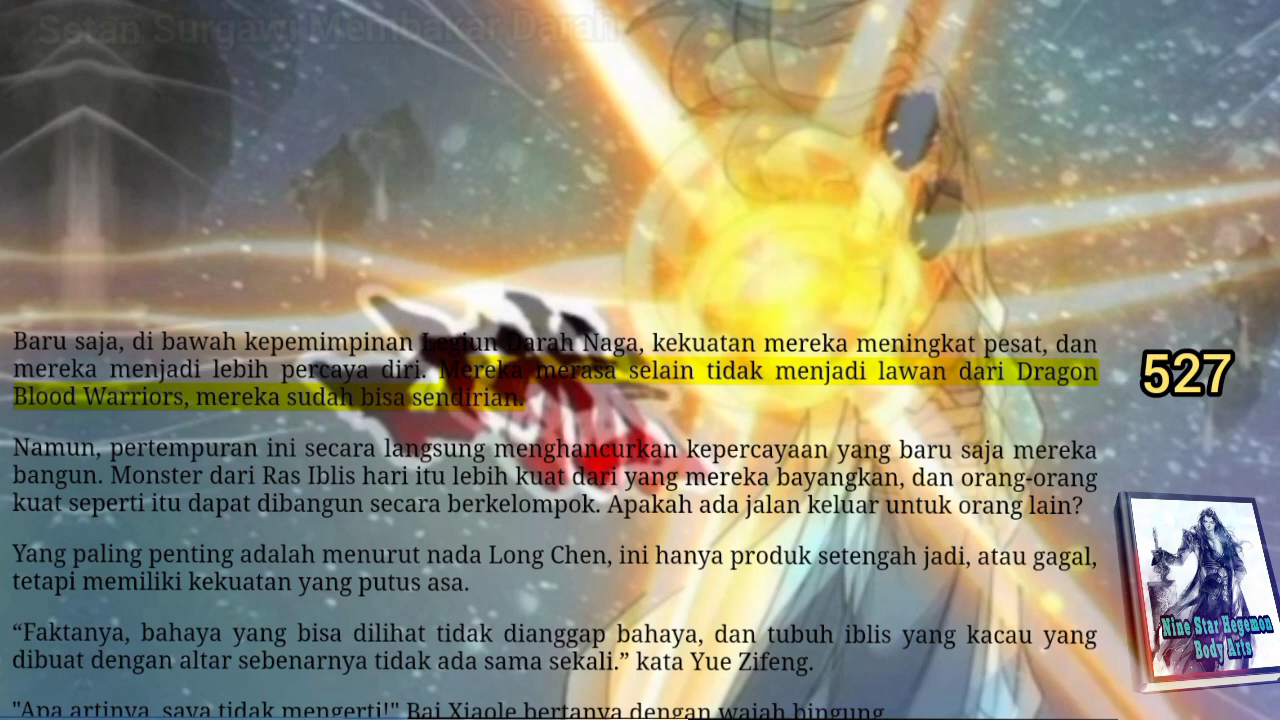 Setan Surgawi Membakar Darah
Baru saja, di bawah kepemimpinan Legiun Darah Naga, kekuatan mereka meningkat pesat, dan
mereka menjadi lebih percaya diri. Mereka merasa selain tidak menjadi lawan dari Dragon
Blood Warriors, mereka sudah bisa sendirian.
527
Namun, pertempuran ini secara langsung menghancurkan kepercayaan yang baru saja mereka
bangun. Monster dari Ras Iblis hari itu lebih kuat dari yang mereka bayangkan, dan orang-orang
kuat seperti itu dapat dibangun secara berkelompok. Apakah ada jalan keluar untuk orang lain?
Yang paling penting adalah menurut nada Long Chen, ini hanya produk setengah jadi, atau gagal,
tetapi memiliki kekuatan yang putus asa.
“Faktanya, bahaya yang bisa dilihat tidak dianggap bahaya, dan tubuh iblis yang kacau yang
dibuat dengan altar sebenarnya tidak ada sama sekali.” kata Yue Zifeng.
"Apa artinya, saya tidak mengerti!" Bai Xiaole bertanya dengan wajah bingung
Nine Star Hegemon
Body Arts